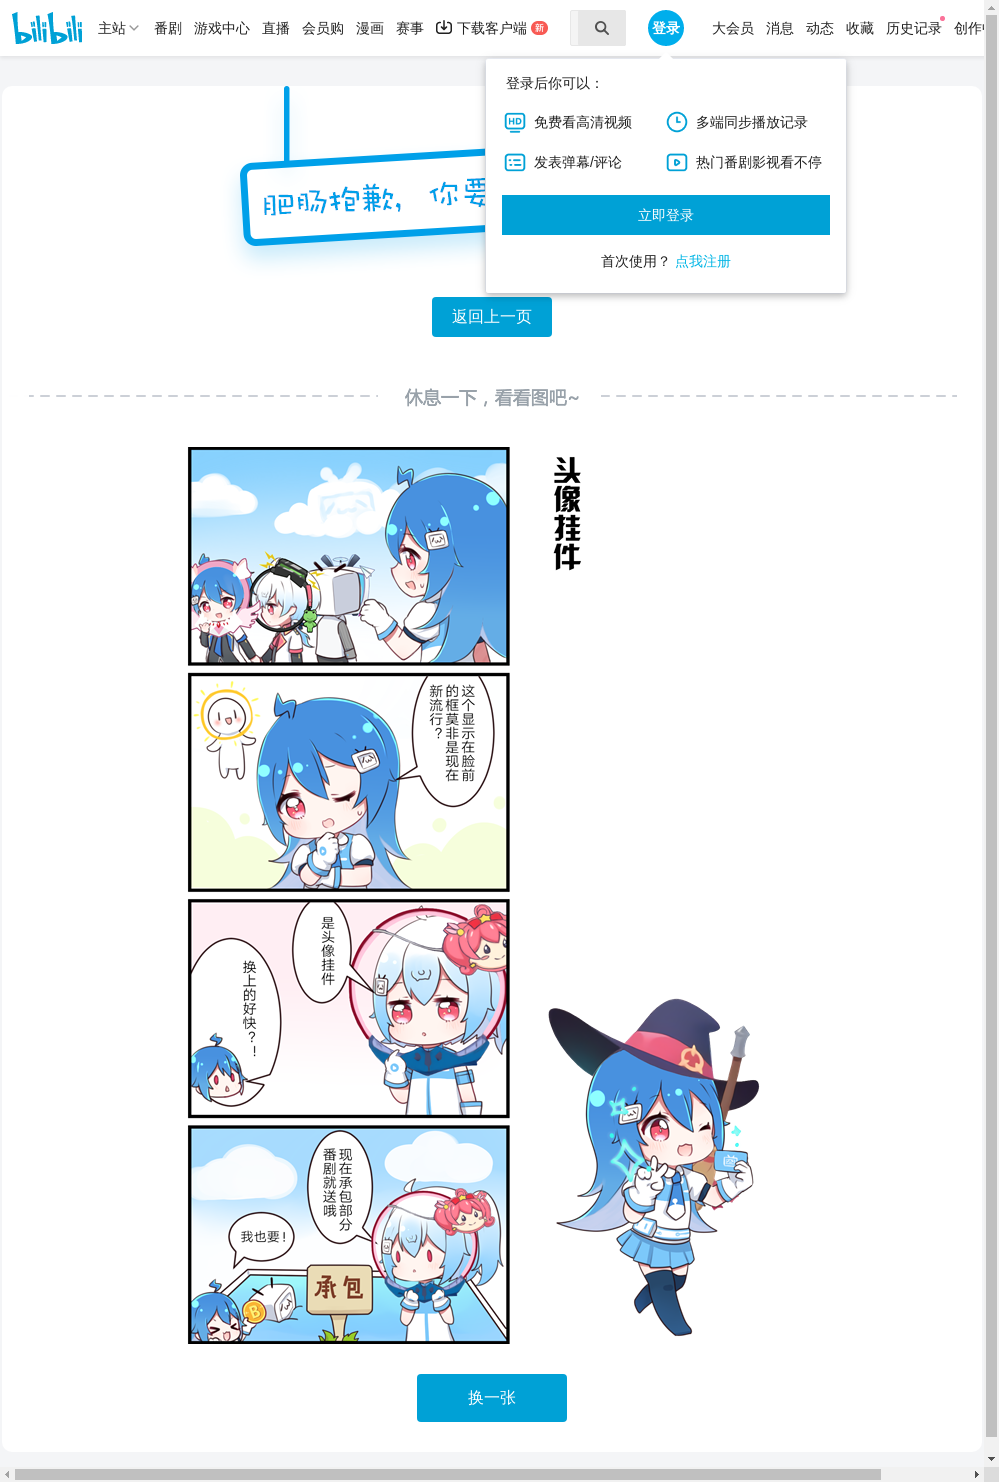 bilibili
主站 番剧 游戏中心 直播 会员购 漫画 赛事 下载客户端 新 登录 大会员 消息 动态 收藏 历史记录 创作
登录后你可以：
HD 免费看高清视频 多端同步播放记录
发表弹幕/评论 热门番剧影视看不停
立即登录
首次使用？ 点我注册
肥肠抱歉，你要
返回上一页
休息一下，看看图吧~
头像挂件
这个显示在脸前
的框莫非是现在
新流行？
是头像挂件
换上的好快？！
现在承包部分
番剧就送哦
我也要！
承包
换一张